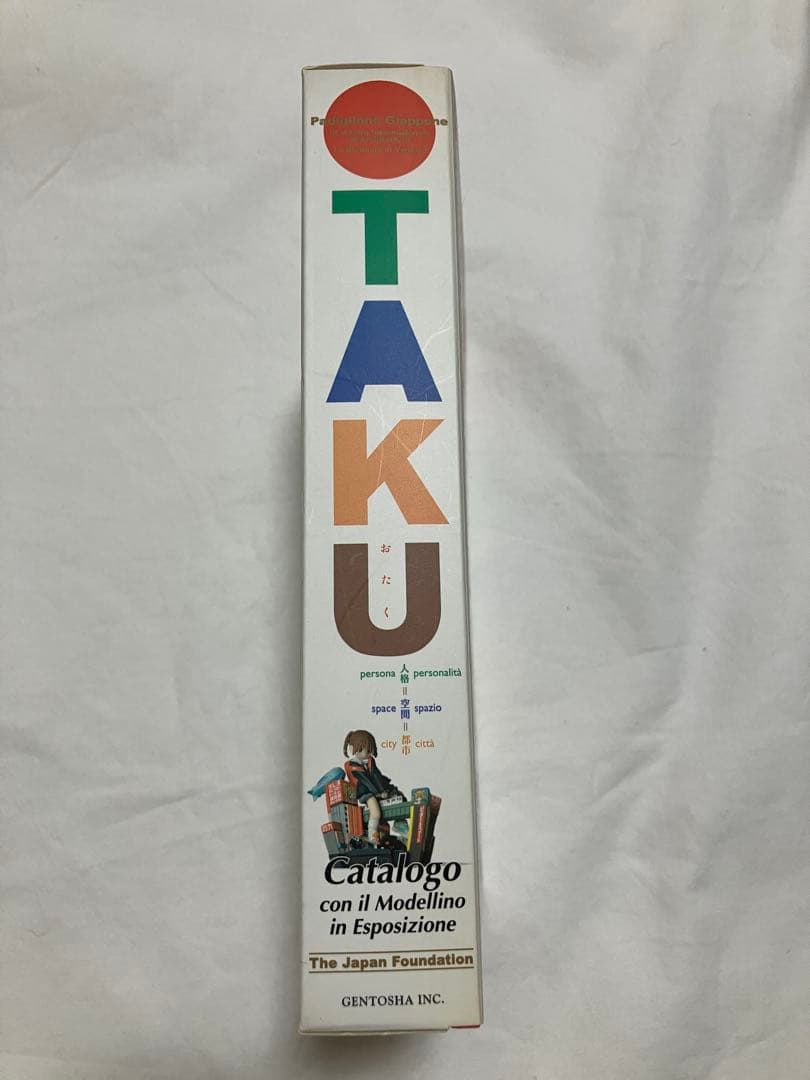 Padiglione Giappone
OTAKU
おたく
persona 人格 personalità
=
space 空間 spazio
=
city 都市 città
Catalogo
con il Modellino
in Esposizione
The Japan Foundation
GENTOSHA INC.